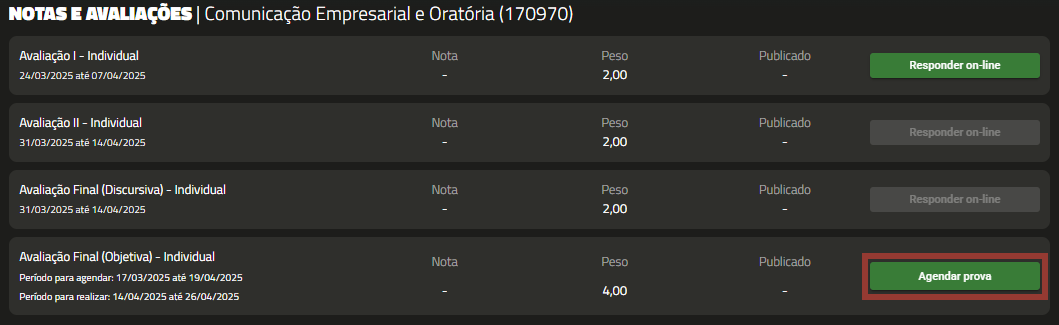 NOTAS E AVALIAÇÕES | Comunicação Empresarial e Oratória (170970)
Avaliação I - Individual
24/03/2025 até 07/04/2025
Nota
-
Peso
2,00
Publicado
-
Responder on-line
Avaliação II - Individual
31/03/2025 até 14/04/2025
Nota
-
Peso
2,00
Publicado
-
Responder on-line
Avaliação Final (Discursiva) - Individual
31/03/2025 até 14/04/2025
Nota
-
Peso
2,00
Publicado
-
Responder on-line
Avaliação Final (Objetiva) - Individual
Período para agendar: 17/03/2025 até 19/04/2025
Período para realizar: 14/04/2025 até 26/04/2025
Nota
-
Peso
4,00
Publicado
-
Agendar prova